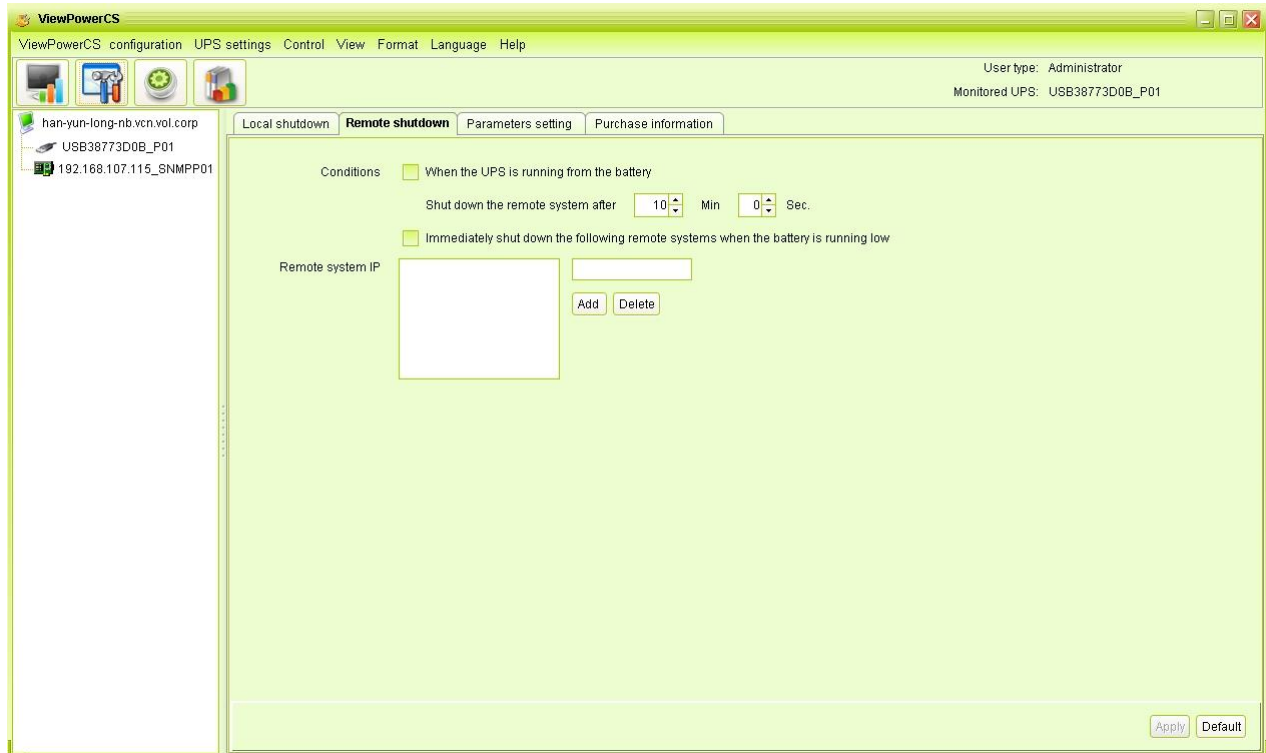 ViewPowerCS
ViewPowerCS configuration UPS settings Control View Format Language Help
User type: Administrator
Monitored UPS: USB38773D0B_P01
han-yun-long-nb.vcn.vol.corp
USB38773D0B_P01
192.168.107.115_SNMPP01
Local shutdown Remote shutdown Parameters setting Purchase information
Conditions When the UPS is running from the battery
Shut down the remote system after 10 Min 0 Sec.
Immediately shut down the following remote systems when the battery is running low
Remote system IP
Add Delete
Apply Default